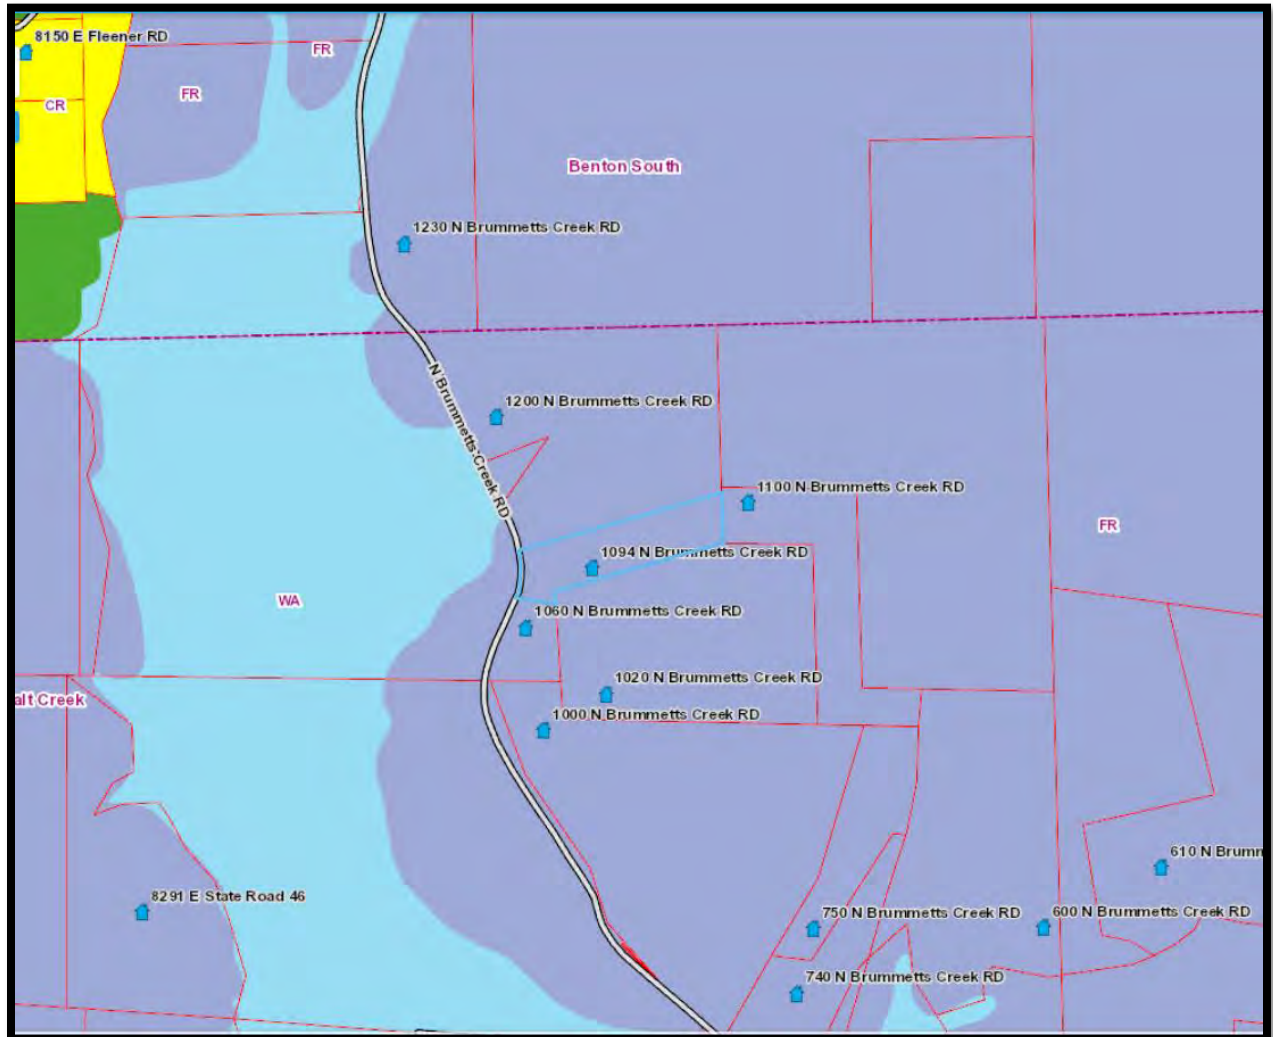 8150 E Fleener RD
FR
FR
CR
Benton South
1230 N Brummetts Creek RD
N Brummetts Creek RD
1200 N Brummetts Creek RD
1100 N Brummetts Creek RD
FR
1094 N Brummetts Creek RD
WA
1060 N Brummetts Creek RD
1020 N Brummetts Creek RD
alt Creek
1000 N Brummetts Creek RD
610 N Brumm
8291 E State Road 46
750 N Brummetts Creek RD
600 N Brummetts Creek RD
740 N Brummetts Creek RD